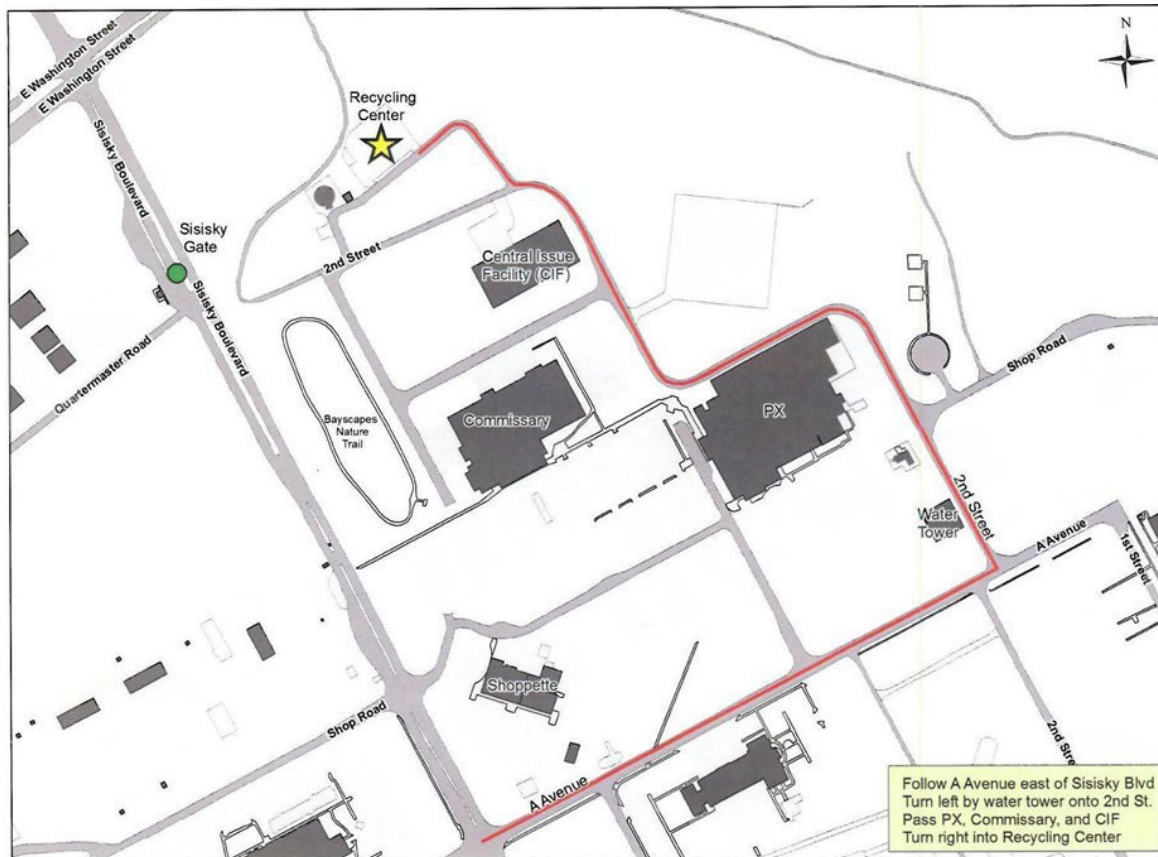 N
E Washington Street
E Washington Street
Sisisky Boulevard
Sisisky Boulevard
Recycling
Center
Sisisky
Gate
Sisisky Boulevard
Quartermaster Road
2nd Street
Central Issue
Facility (CIF)
Bayscapes
Nature
Trail
Commissary
PX
Shop Road
2nd Street
Water
Tower
A Avenue
1st Street
Shoppette
Shop Road
A Avenue
2nd Stre
Follow A Avenue east of Sisisky Blvd
Turn left by water tower onto 2nd St.
Pass PX, Commissary, and CIF
Turn right into Recycling Center